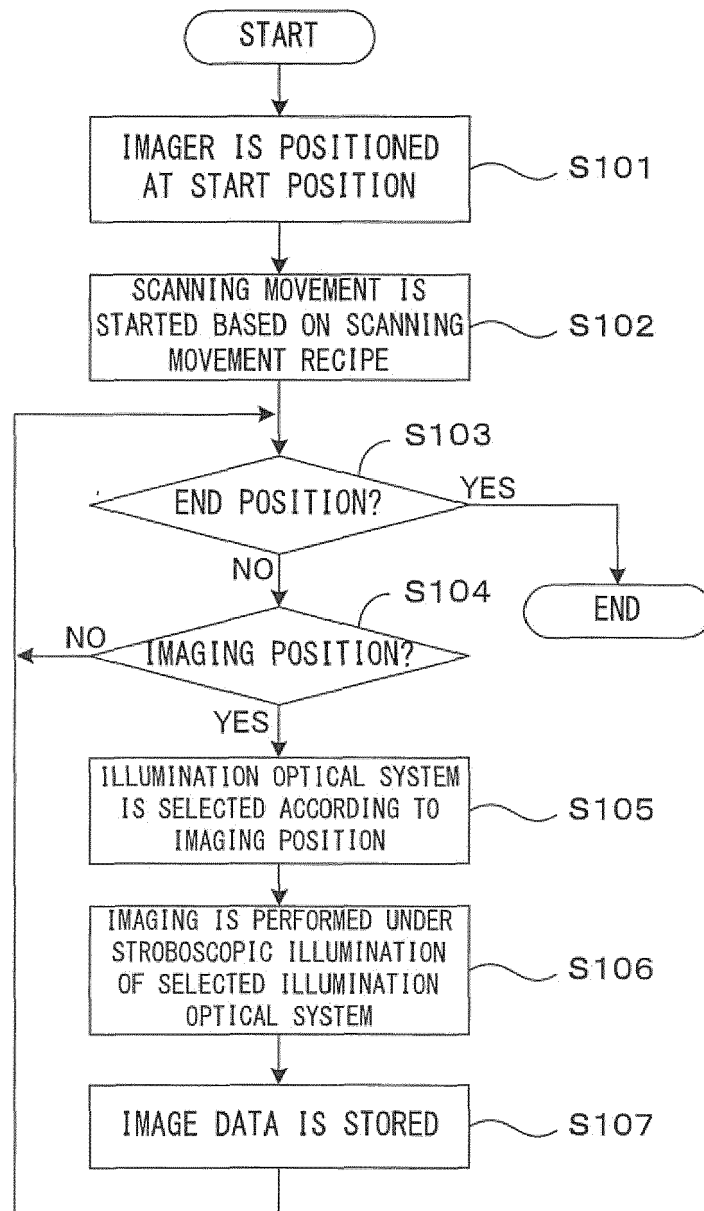 START
IMAGER IS POSITIONED
AT START POSITION
S101
SCANNING MOVEMENT IS
STARTED BASED ON SCANNING
MOVEMENT RECIPE
S102
S103
END POSITION?
YES
NO
END
S104
IMAGING POSITION?
NO
YES
ILLUMINATION OPTICAL SYSTEM
IS SELECTED ACCORDING TO
IMAGING POSITION
S105
IMAGING IS PERFORMED UNDER
STROBOSCOPIC ILLUMINATION
OF SELECTED ILLUMINATION
OPTICAL SYSTEM
S106
IMAGE DATA IS STORED
S107